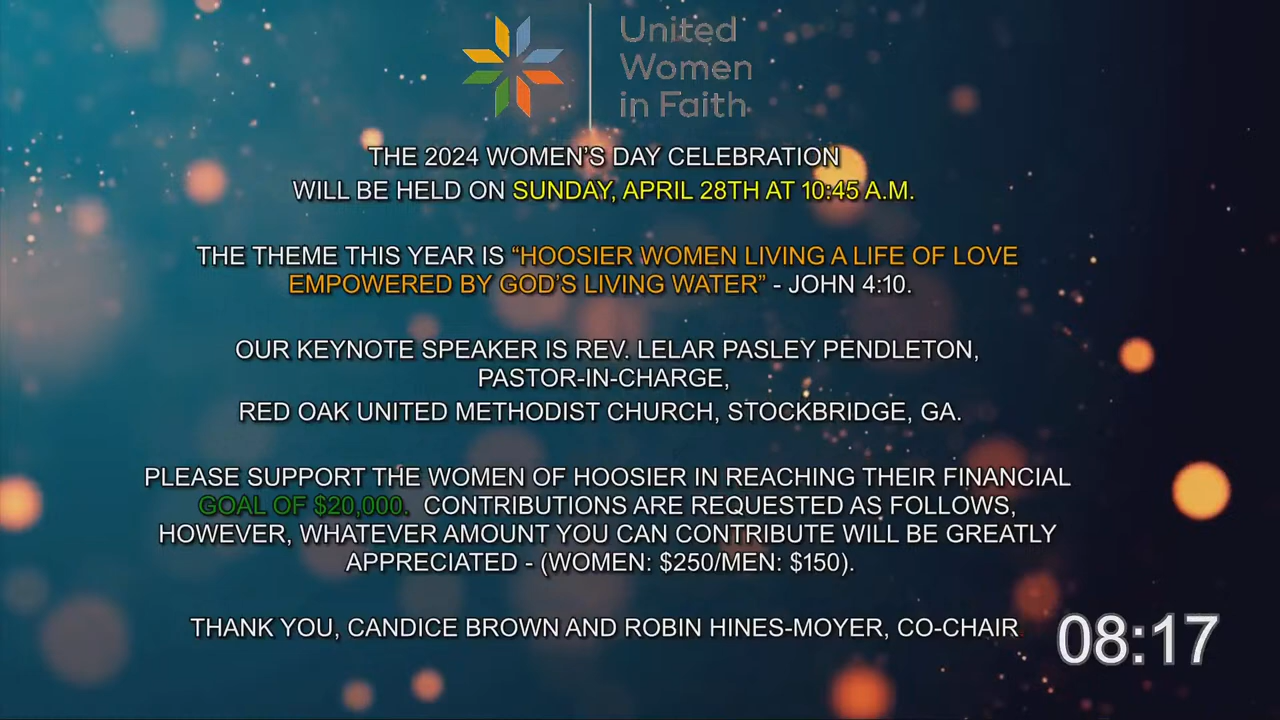 United
Women
in Faith
THE 2024 WOMEN'S DAY CELEBRATION
WILL BE HELD ON SUNDAY, APRIL 28TH AT 10:45 A.M.
THE THEME THIS YEAR IS “HOOSIER WOMEN LIVING A LIFE OF LOVE
EMPOWERED BY GOD'S LIVING WATER” - JOHN 4:10.
OUR KEYNOTE SPEAKER IS REV. LELAR PASLEY PENDLETON,
PASTOR-IN-CHARGE,
RED OAK UNITED METHODIST CHURCH, STOCKBRIDGE, GA.
PLEASE SUPPORT THE WOMEN OF HOOSIER IN REACHING THEIR FINANCIAL
GOAL OF $20,000. CONTRIBUTIONS ARE REQUESTED AS FOLLOWS,
HOWEVER, WHATEVER AMOUNT YOU CAN CONTRIBUTE WILL BE GREATLY
APPRECIATED - (WOMEN: $250/MEN: $150).
THANK YOU, CANDICE BROWN AND ROBIN HINES-MOYER, CO-CHAIR
08:17